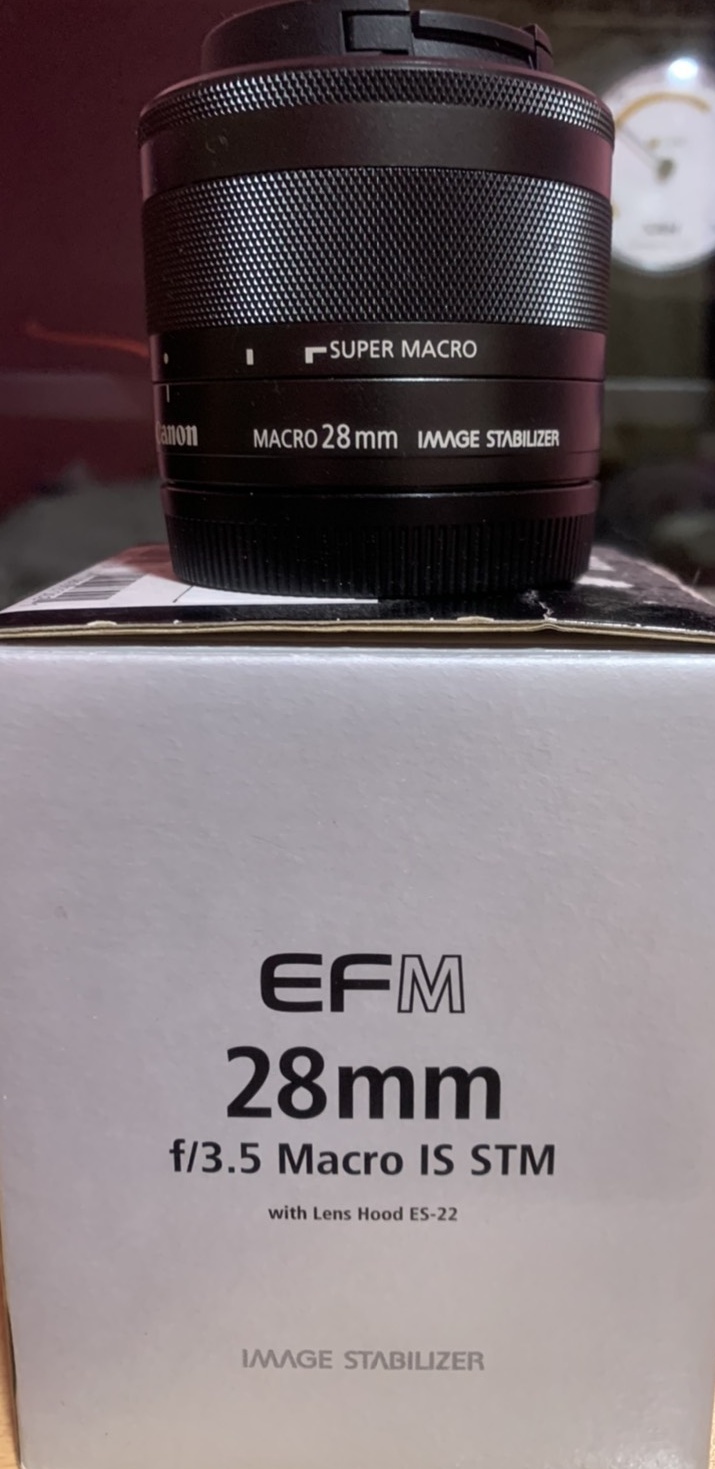 SUPER MACRO
Canon MACRO 28mm IMAGE STABILIZER
EFM
28mm
f/3.5 Macro IS STM
with Lens Hood ES-22
IMAGE STABILIZER